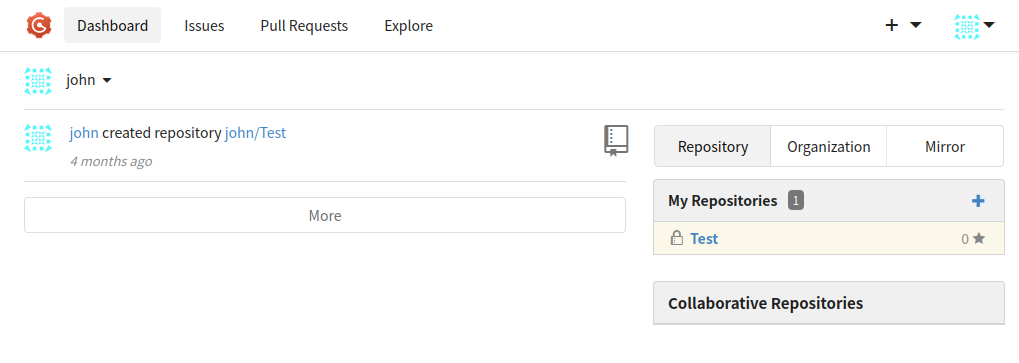 Dashboard Issues Pull Requests Explore
john
john created repository john/Test
4 months ago
More
Repository Organization Mirror
My Repositories 1
Test 0
Collaborative Repositories